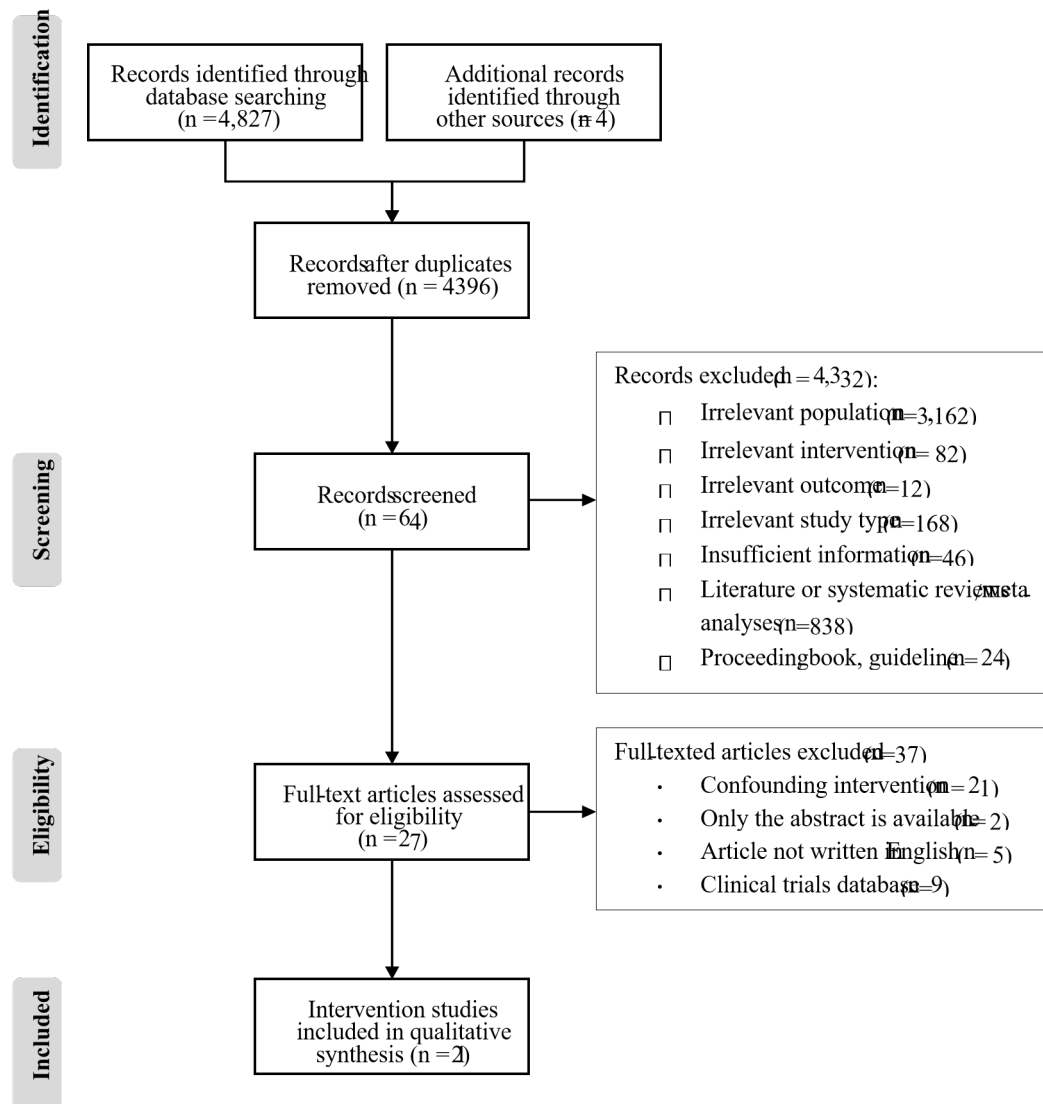 Identification
Records identified through
database searching
(n = 4,827)
Additional records
identified through
other sources (n = 4)
Records after duplicates
removed (n = 4396)
Records excluded (n = 4,332):
Irrelevant population (n=3,162)
Irrelevant intervention (n= 82)
Irrelevant outcome (n=12)
Irrelevant study type (n=168)
Insufficient information (n=46)
Literature or systematic reviews/meta-
analyses (n=838)
Proceeding book, guideline (n= 24)
Screening
Records screened
(n = 64)
Full-texted articles excluded (n=37)
• Confounding intervention (n= 21)
• Only the abstract is available (n=2)
• Article not written in English (n= 5)
• Clinical trials database (n=9)
Eligibility
Full-text articles assessed
for eligibility
(n = 27)
Included
Intervention studies
included in qualitative
synthesis (n = 21)